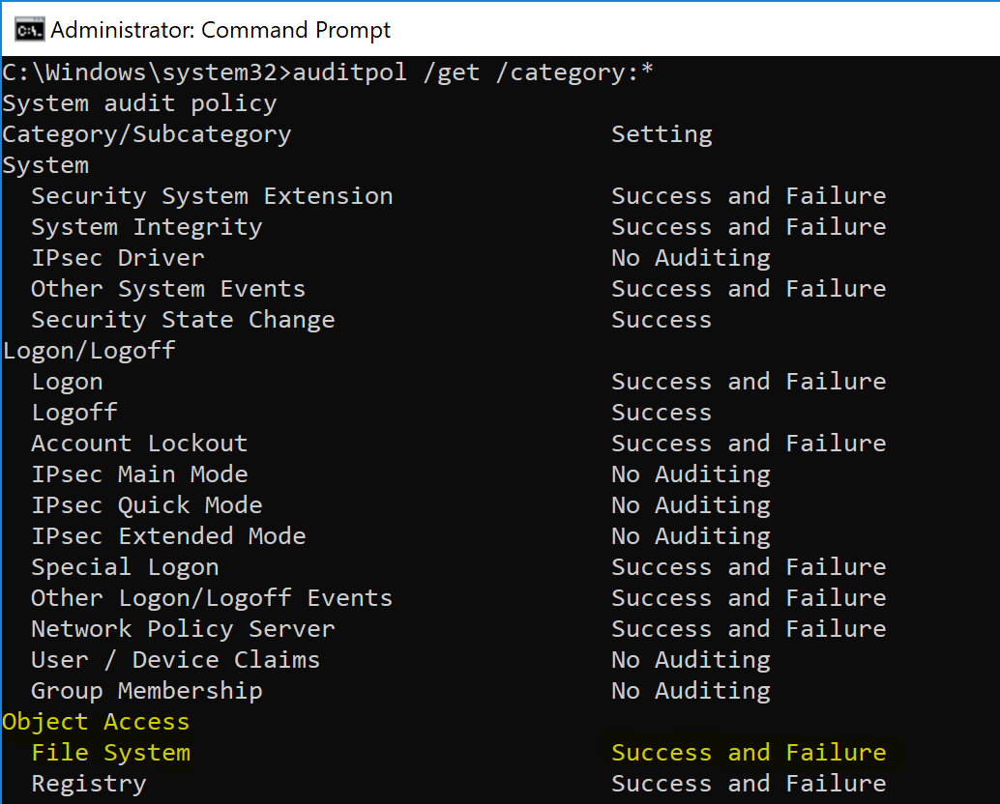 Administrator: Command Prompt
C:\Windows\system32>auditpol /get /category:*
System audit policy
Category/Subcategory                      Setting
System
  Security System Extension               Success and Failure
  System Integrity                        Success and Failure
  IPsec Driver                            No Auditing
  Other System Events                     Success and Failure
  Security State Change                   Success
Logon/Logoff
  Logon                                   Success and Failure
  Logoff                                  Success
  Account Lockout                         Success and Failure
  IPsec Main Mode                         No Auditing
  IPsec Quick Mode                        No Auditing
  IPsec Extended Mode                     No Auditing
  Special Logon                           Success and Failure
  Other Logon/Logoff Events               Success and Failure
  Network Policy Server                   Success and Failure
  User / Device Claims                    No Auditing
  Group Membership                        No Auditing
Object Access
  File System                             Success and Failure
  Registry                                Success and Failure